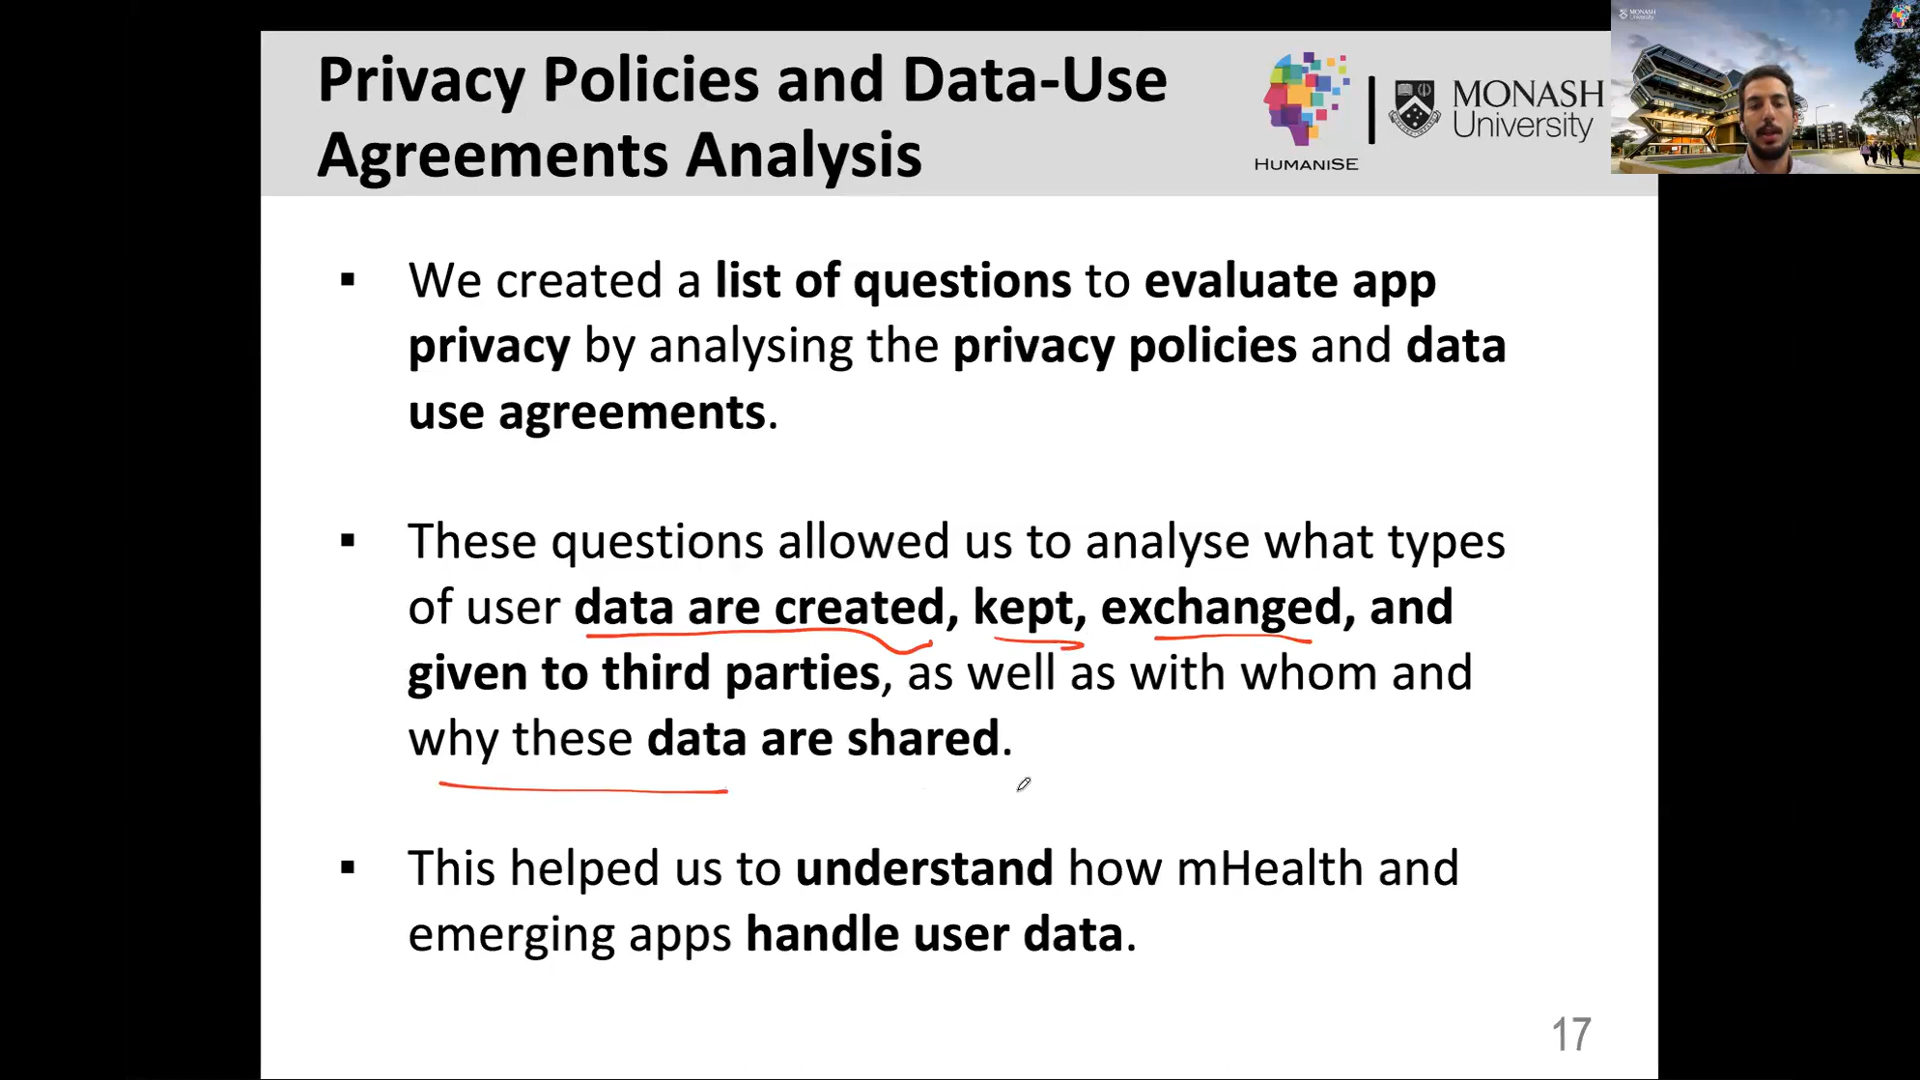 Privacy Policies and Data-Use
Agreements Analysis
HUMANISE
MONASH
University
MONASH
University
▪ We created a list of questions to evaluate app
privacy by analysing the privacy policies and data
use agreements.
▪ These questions allowed us to analyse what types
of user data are created, kept, exchanged, and
given to third parties, as well as with whom and
why these data are shared.
▪ This helped us to understand how mHealth and
emerging apps handle user data.
17